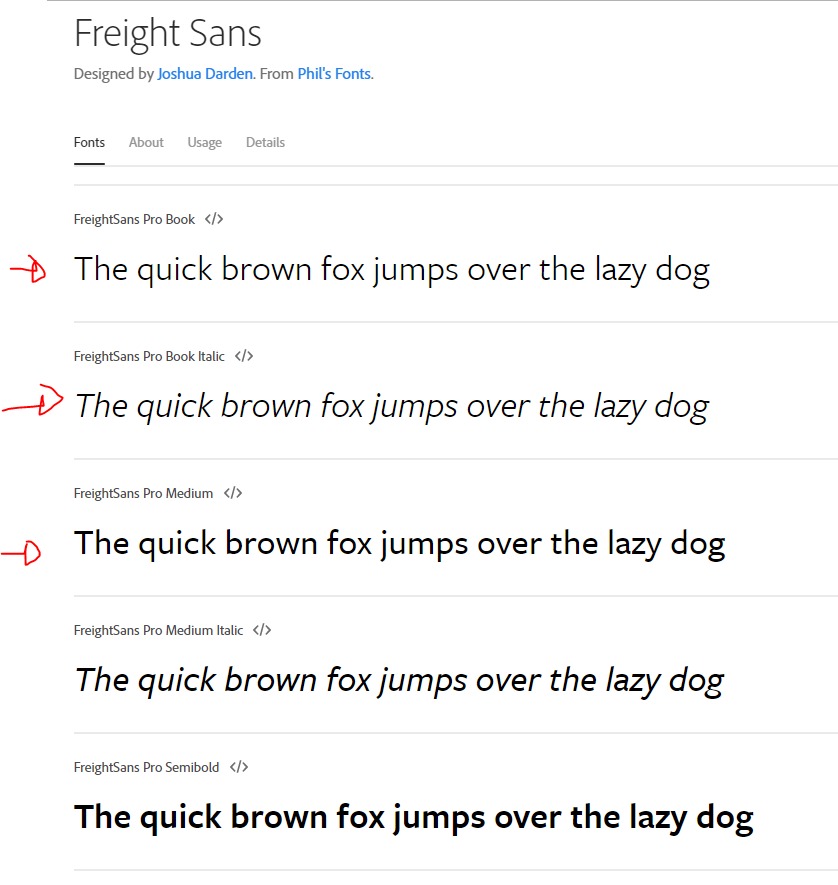 Freight Sans
Designed by Joshua Darden. From Phil's Fonts.
Fonts About Usage Details
FreightSans Pro Book </>
The quick brown fox jumps over the lazy dog
FreightSans Pro Book Italic </>
The quick brown fox jumps over the lazy dog
FreightSans Pro Medium </>
The quick brown fox jumps over the lazy dog
FreightSans Pro Medium Italic </>
The quick brown fox jumps over the lazy dog
FreightSans Pro Semibold </>
The quick brown fox jumps over the lazy dog